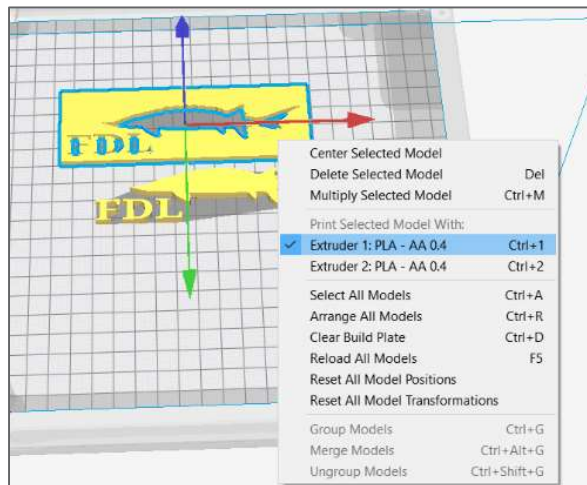 FDL
FDL
Center Selected Model
Delete Selected Model Del
Multiply Selected Model Ctrl+M
Print Selected Model With:
Extruder 1: PLA - AA 0.4 Ctrl+1
Extruder 2: PLA - AA 0.4 Ctrl+2
Select All Models Ctrl+A
Arrange All Models Ctrl+R
Clear Build Plate Ctrl+D
Reload All Models F5
Reset All Model Positions
Reset All Model Transformations
Group Models Ctrl+G
Merge Models Ctrl+Alt+G
Ungroup Models Ctrl+Shift+G